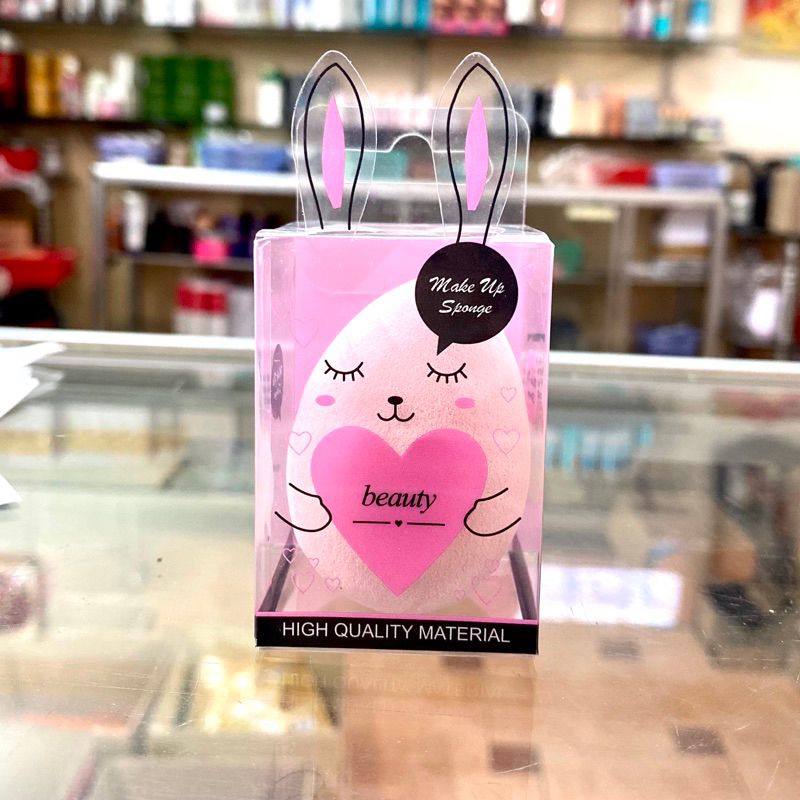 Make Up
Sponge
beauty
HIGH QUALITY MATERIAL